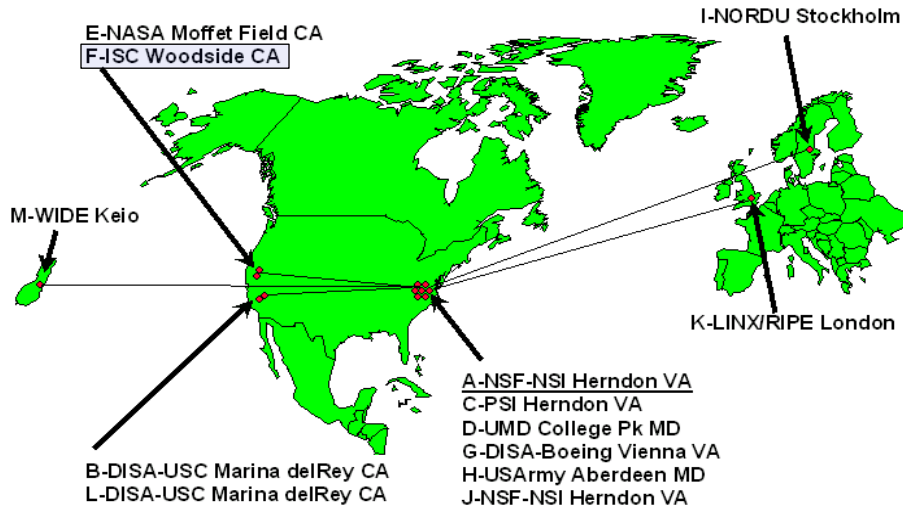 E-NASA Moffet Field CA
F-ISC Woodside CA
I-NORDU Stockholm
M-WIDE Keio
K-LINX/RIPE London
A-NSF-NSI Herndon VA
C-PSI Herndon VA
D-UMD College Pk MD
G-DISA-Boeing Vienna VA
H-USArmy Aberdeen MD
J-NSF-NSI Herndon VA
B-DISA-USC Marina delRey CA
L-DISA-USC Marina delRey CA